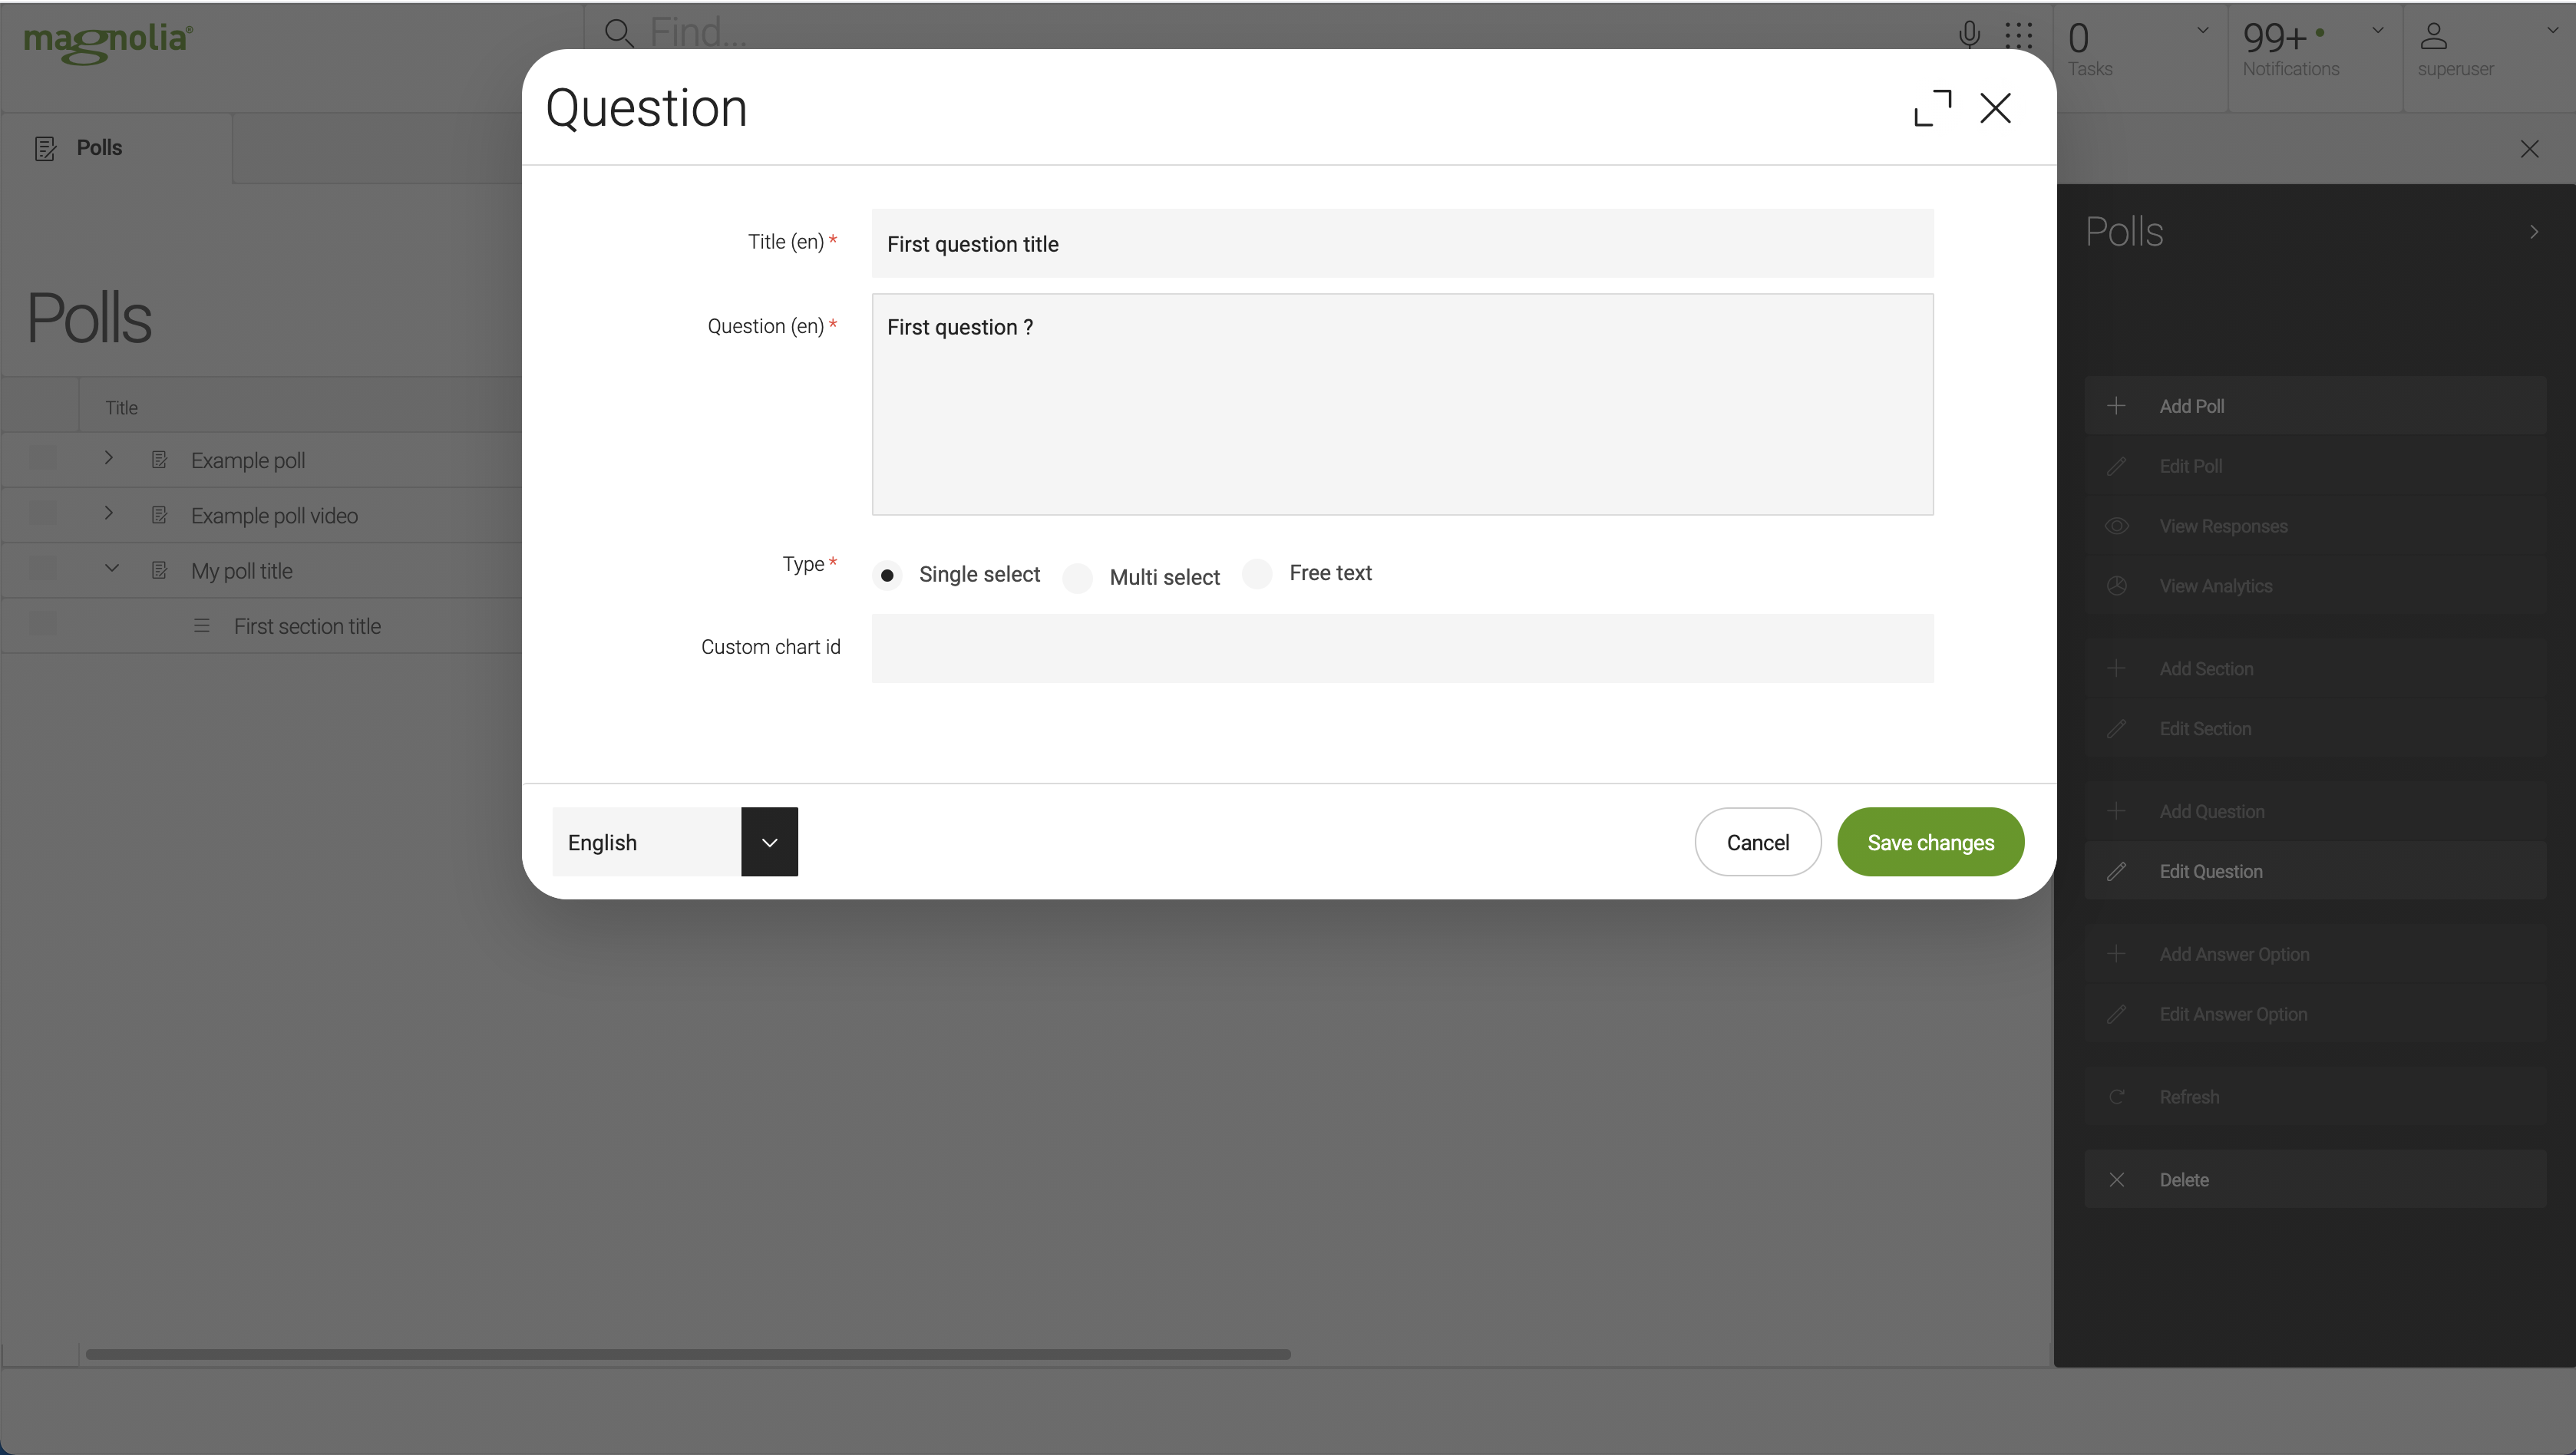 magnolia®
Find...
0
Tasks
99+
Notifications
superuser
Polls
Polls
Title
Example poll
Example poll video
My poll title
First section title
Question
Title (en) *
First question title
Question (en) *
First question ?
Type *
Single select
Multi select
Free text
Custom chart id
English
Cancel
Save changes
Polls
Add Poll
Edit Poll
View Responses
View Analytics
Add Section
Edit Section
Add Question
Edit Question
Add Answer Option
Edit Answer Option
Refresh
Delete